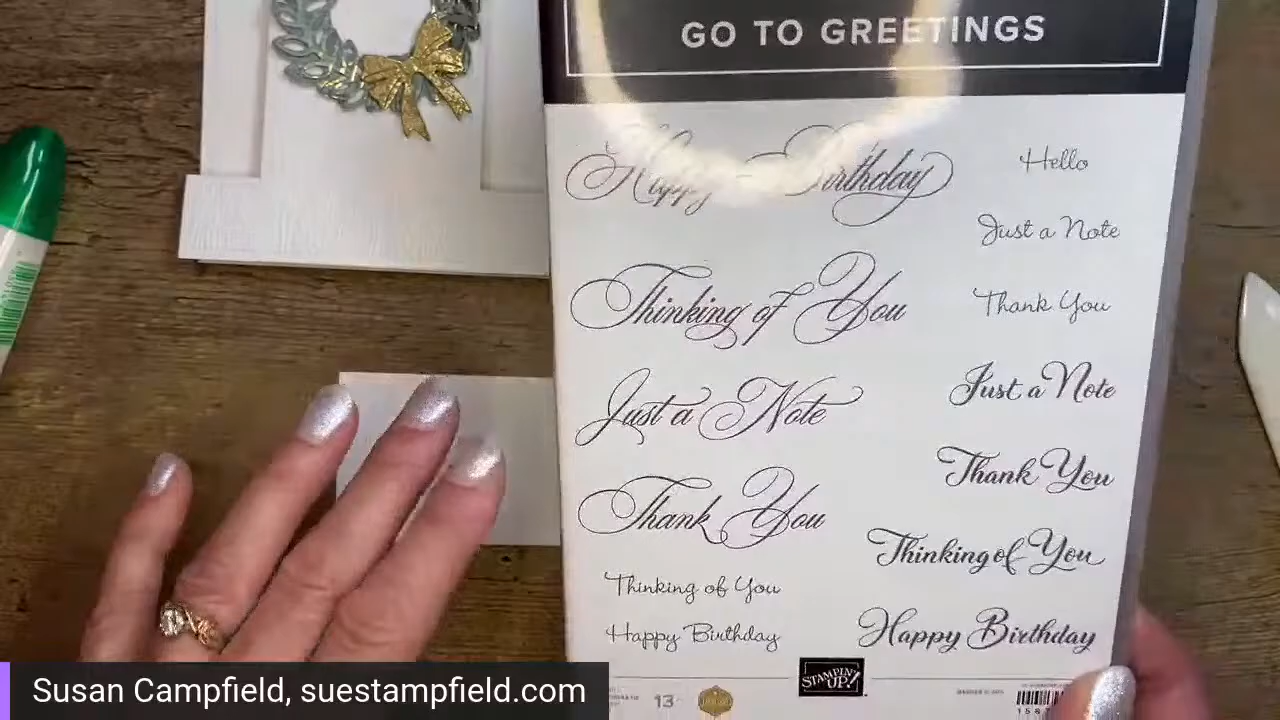 GO TO GREETINGS
Happy Birthday
Hello
Just a Note
Thinking of You
Thank You
Just a Note
Just a Note
Thank You
Thank You
Thinking of You
Thinking of You
Happy Birthday
Happy Birthday
STAMPIN' UP!
13
Susan Campfield, suestampfield.com